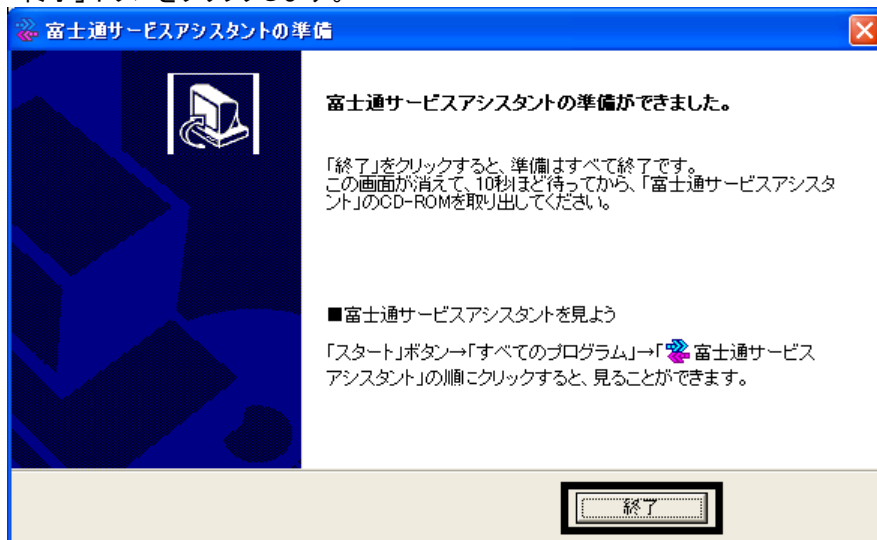 富士通サービスアシスタントの準備
富士通サービスアシスタントの準備ができました。
「終了」をクリックすると、準備はすべて終了です。
この画面が消えて、10秒ほど待ってから、「富士通サービスアシスタ
ント」のCD-ROMを取り出してください。
■富士通サービスアシスタントを見よう
「スタート」ボタン→「すべてのプログラム」→「富士通サービス
アシスタント」の順にクリックすると、見ることができます。
終了